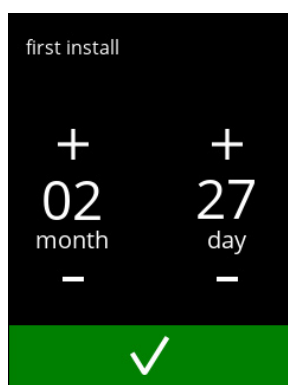 first install
+ +
02 27
month day
- -